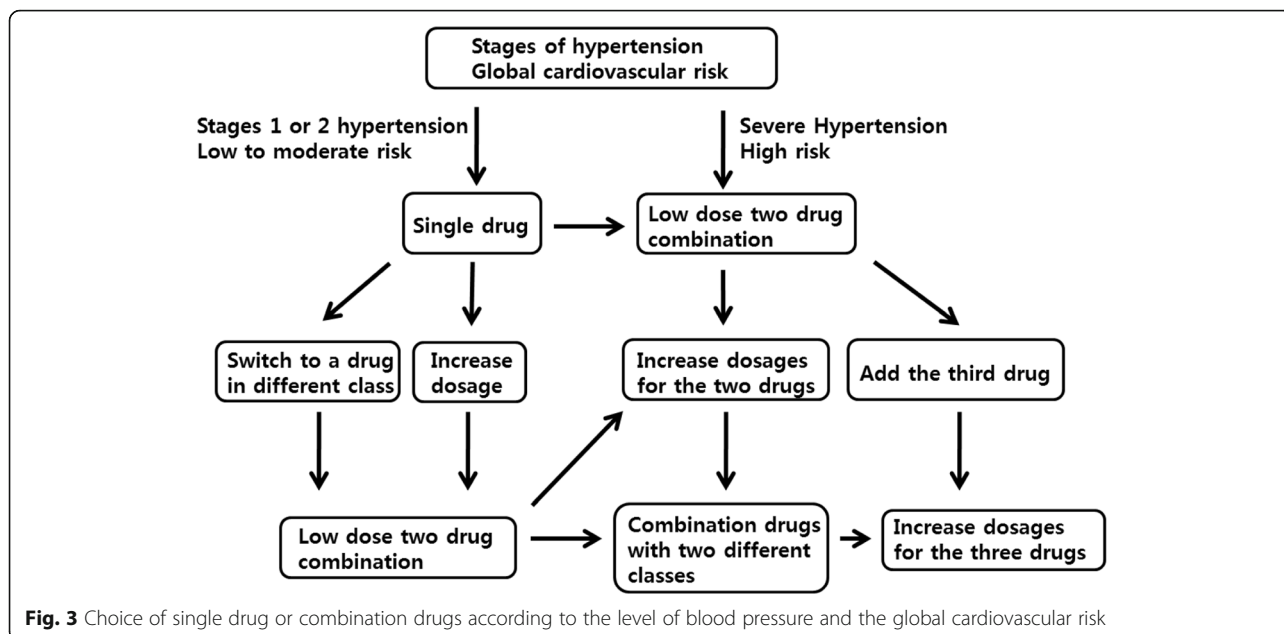 Stages of hypertension
Global cardiovascular risk
Stages 1 or 2 hypertension
Low to moderate risk
Severe Hypertension
High risk
Single drug
Low dose two drug
combination
Switch to a drug
in different class
Increase
dosage
Increase dosages
for the two drugs
Add the third drug
Low dose two drug
combination
Combination drugs
with two different
classes
Increase dosages
for the three drugs
Fig. 3 Choice of single drug or combination drugs according to the level of blood pressure and the global cardiovascular risk